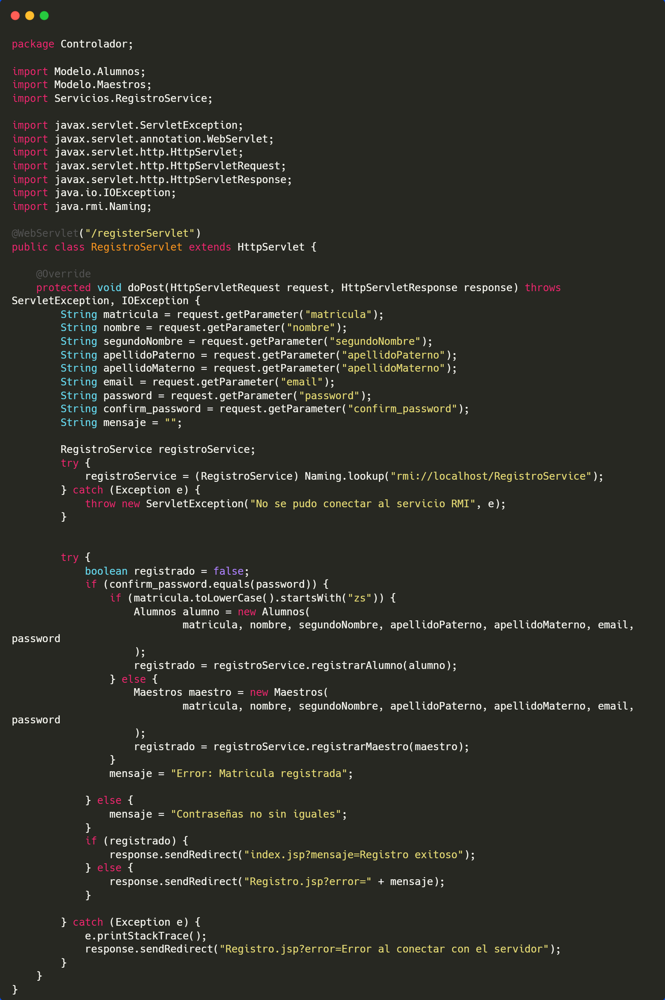 package Controlador;

import Modelo.Alumnos;
import Modelo.Maestros;
import Servicios.RegistroService;

import javax.servlet.ServletException;
import javax.servlet.annotation.WebServlet;
import javax.servlet.http.HttpServlet;
import javax.servlet.http.HttpServletRequest;
import javax.servlet.http.HttpServletResponse;
import java.io.IOException;
import java.rmi.Naming;

@WebServlet("/registerServlet")
public class RegistroServlet extends HttpServlet {

    @Override
    protected void doPost(HttpServletRequest request, HttpServletResponse response) throws
ServletException, IOException {
        String matricula = request.getParameter("matricula");
        String nombre = request.getParameter("nombre");
        String segundoNombre = request.getParameter("segundoNombre");
        String apellidoPaterno = request.getParameter("apellidoPaterno");
        String apellidoMaterno = request.getParameter("apellidoMaterno");
        String email = request.getParameter("email");
        String password = request.getParameter("password");
        String confirm_password = request.getParameter("confirm_password");
        String mensaje = "";

        RegistroService registroService;
        try {
            registroService = (RegistroService) Naming.lookup("rmi://localhost/RegistroService");
        } catch (Exception e) {
            throw new ServletException("No se pudo conectar al servicio RMI", e);
        }


        try {
            boolean registrado = false;
            if (confirm_password.equals(password)) {
                if (matricula.toLowerCase().startsWith("zs")) {
                    Alumnos alumno = new Alumnos(
                            matricula, nombre, segundoNombre, apellidoPaterno, apellidoMaterno, email,
password
                    );
                    registrado = registroService.registrarAlumno(alumno);
                } else {
                    Maestros maestro = new Maestros(
                            matricula, nombre, segundoNombre, apellidoPaterno, apellidoMaterno, email,
password
                    );
                    registrado = registroService.registrarMaestro(maestro);
                }
                mensaje = "Error: Matricula registrada";

            } else {
                mensaje = "Contraseñas no sin iguales";
            }
            if (registrado) {
                response.sendRedirect("index.jsp?mensaje=Registro exitoso");
            } else {
                response.sendRedirect("Registro.jsp?error=" + mensaje);
            }

        } catch (Exception e) {
            e.printStackTrace();
            response.sendRedirect("Registro.jsp?error=Error al conectar con el servidor");
        }
    }
}